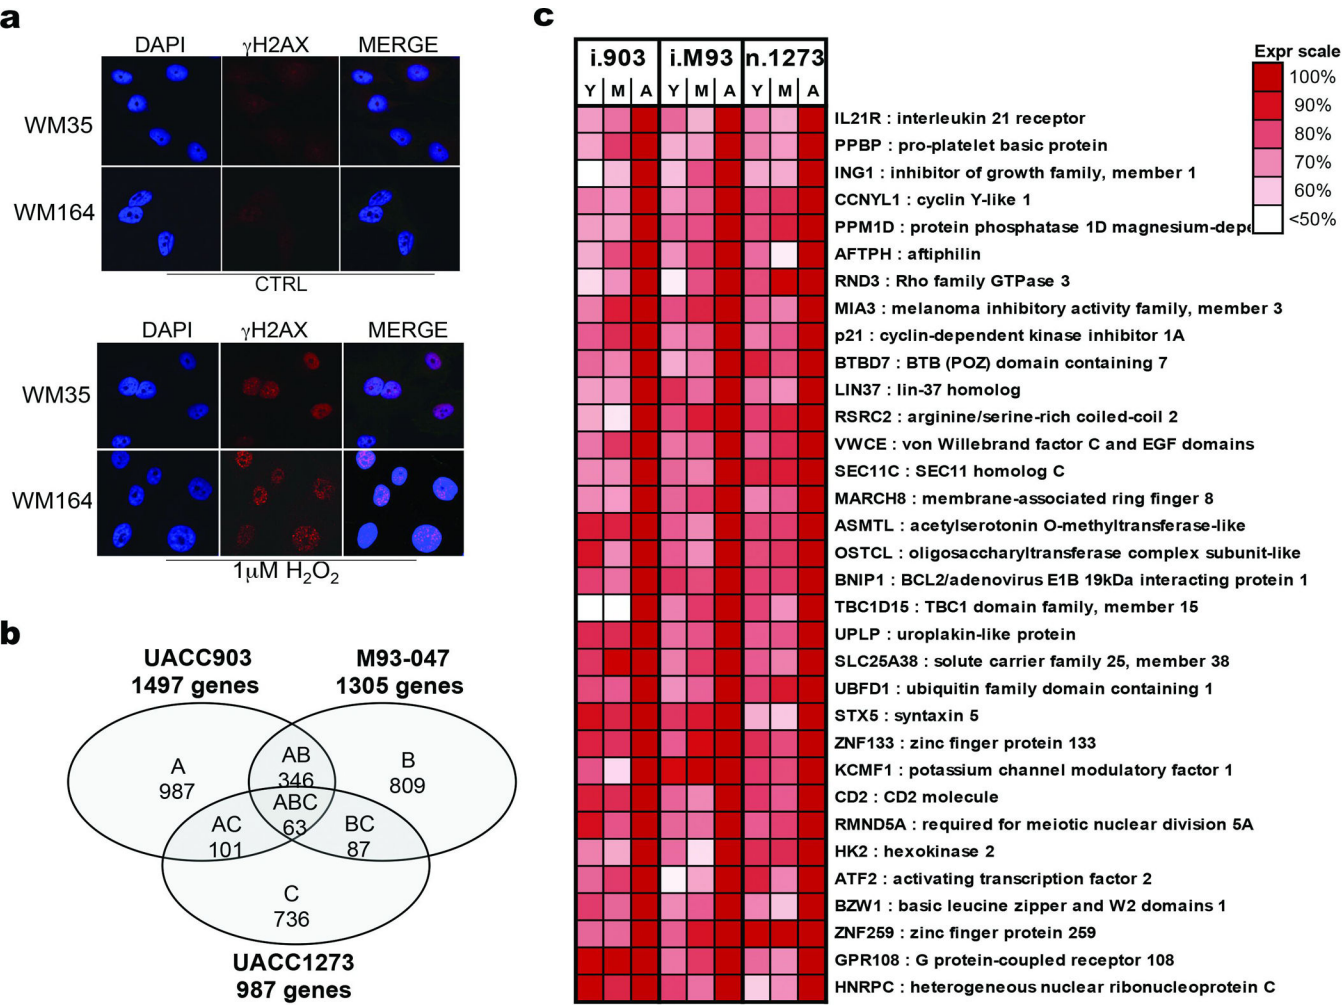 a
DAPI γH2AX MERGE
WM35
WM164
CTRL
DAPI γH2AX MERGE
WM35
WM164
1μM H₂O₂
b
UACC903
1497 genes
M93-047
1305 genes
A
987
AB
346
B
809
ABC
63
AC
101
BC
87
C
736
UACC1273
987 genes
c
i.903 i.M93 n.1273
Y M A Y M A Y M A
Expr scale
100%
90%
80%
70%
60%
<50%
IL21R : interleukin 21 receptor
PPBP : pro-platelet basic protein
ING1 : inhibitor of growth family, member 1
CCNYL1 : cyclin Y-like 1
PPM1D : protein phosphatase 1D magnesium-depe
AFTPH : aftiphilin
RND3 : Rho family GTPase 3
MIA3 : melanoma inhibitory activity family, member 3
p21 : cyclin-dependent kinase inhibitor 1A
BTBD7 : BTB (POZ) domain containing 7
LIN37 : lin-37 homolog
RSRC2 : arginine/serine-rich coiled-coil 2
VWCE : von Willebrand factor C and EGF domains
SEC11C : SEC11 homolog C
MARCH8 : membrane-associated ring finger 8
ASMTL : acetylserotonin O-methyltransferase-like
OSTCL : oligosaccharyltransferase complex subunit-like
BNIP1 : BCL2/adenovirus E1B 19kDa interacting protein 1
TBC1D15 : TBC1 domain family, member 15
UPLP : uroplakin-like protein
SLC25A38 : solute carrier family 25, member 38
UBFD1 : ubiquitin family domain containing 1
STX5 : syntaxin 5
ZNF133 : zinc finger protein 133
KCMF1 : potassium channel modulatory factor 1
CD2 : CD2 molecule
RMND5A : required for meiotic nuclear division 5A
HK2 : hexokinase 2
ATF2 : activating transcription factor 2
BZW1 : basic leucine zipper and W2 domains 1
ZNF259 : zinc finger protein 259
GPR108 : G protein-coupled receptor 108
HNRPC : heterogeneous nuclear ribonucleoprotein C